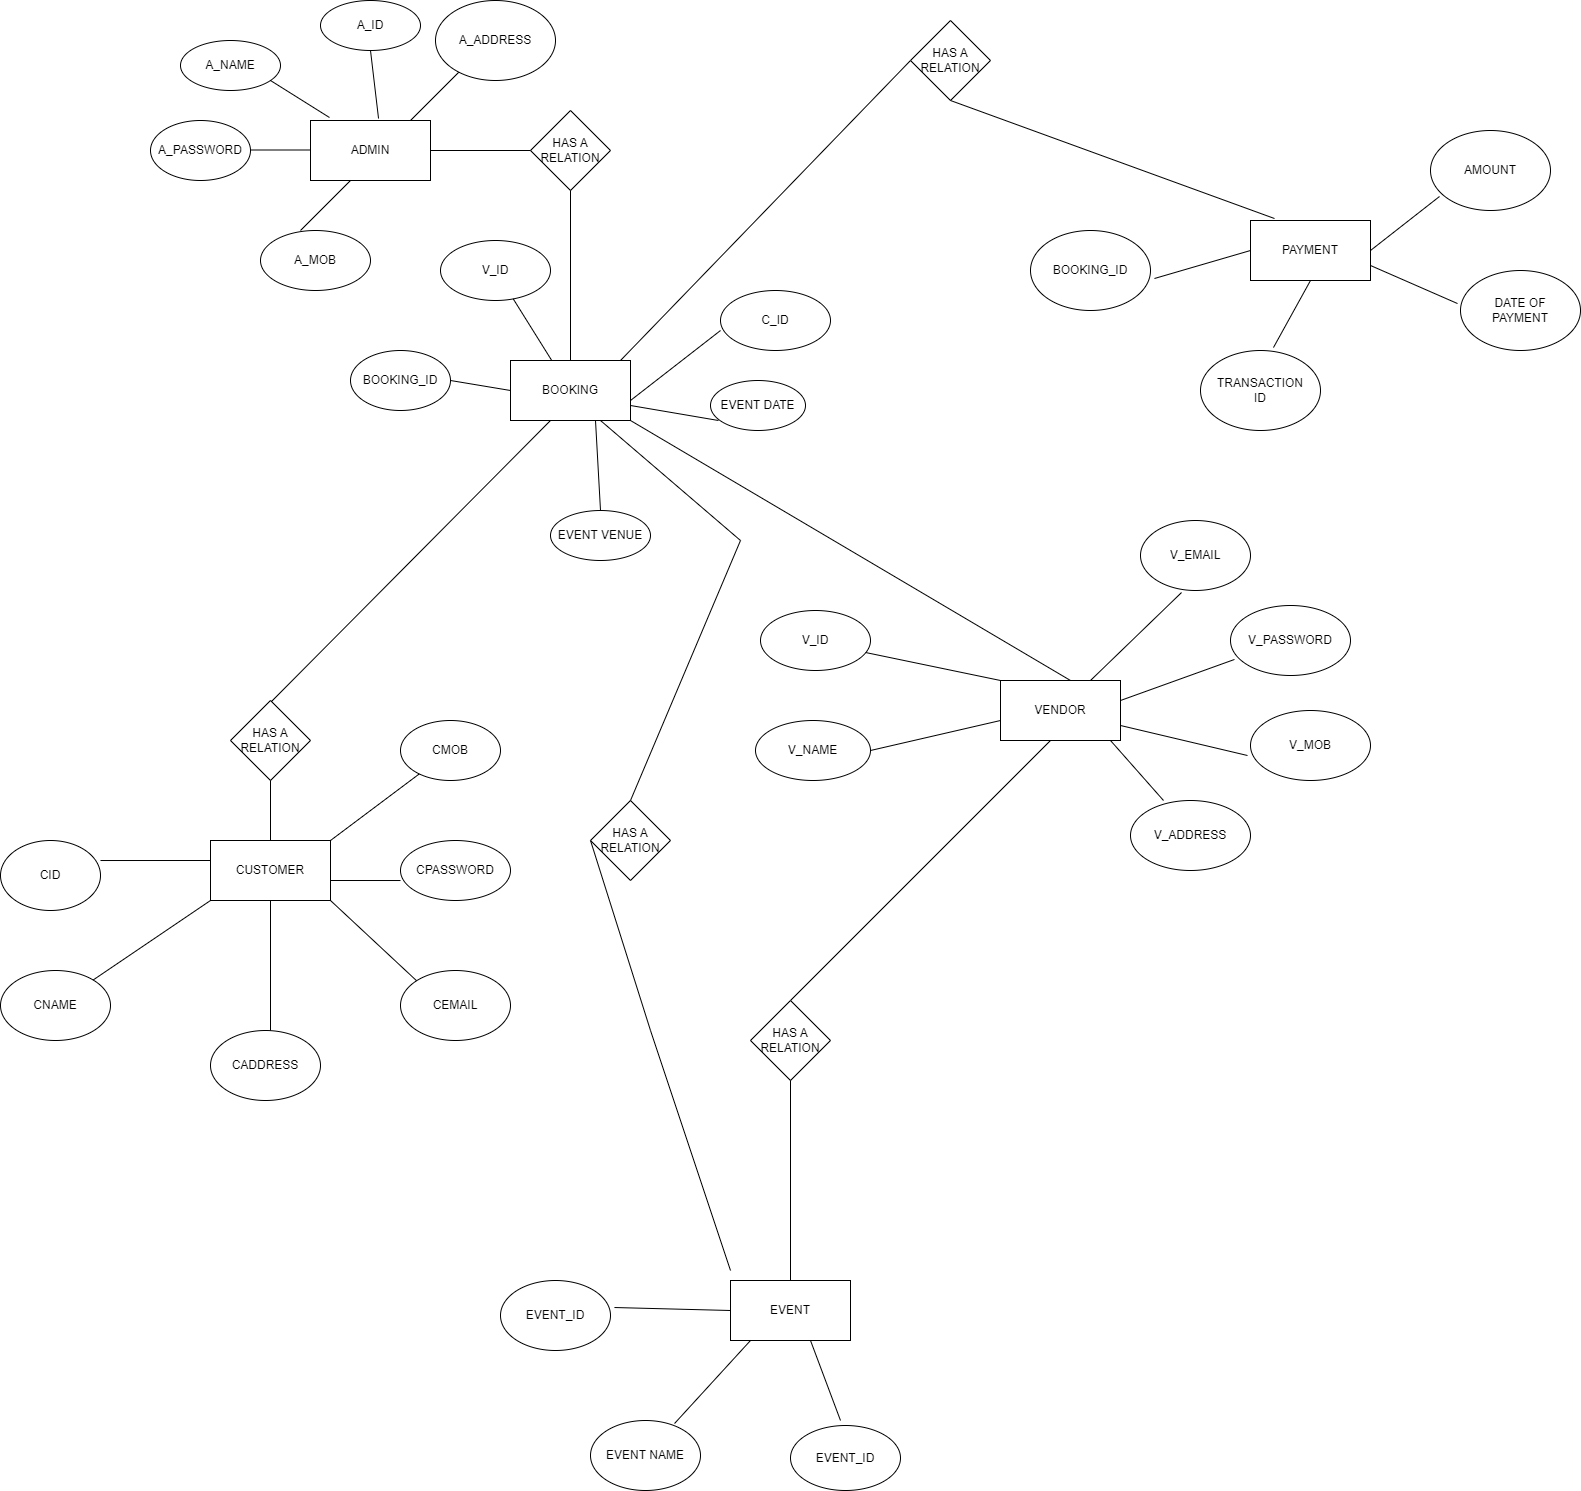 A_ID
A_ADDRESS
A_NAME
HAS A
RELATION
A_PASSWORD
ADMIN
HAS A
RELATION
AMOUNT
A_MOB
V_ID
BOOKING_ID
PAYMENT
C_ID
DATE OF
PAYMENT
BOOKING_ID
BOOKING
EVENT DATE
TRANSACTION
ID
EVENT VENUE
V_EMAIL
V_ID
V_PASSWORD
VENDOR
HAS A
RELATION
CMOB
V_NAME
V_MOB
HAS A
RELATION
V_ADDRESS
CID
CUSTOMER
CPASSWORD
CNAME
CEMAIL
HAS A
RELATION
CADDRESS
EVENT_ID
EVENT
EVENT NAME
EVENT_ID